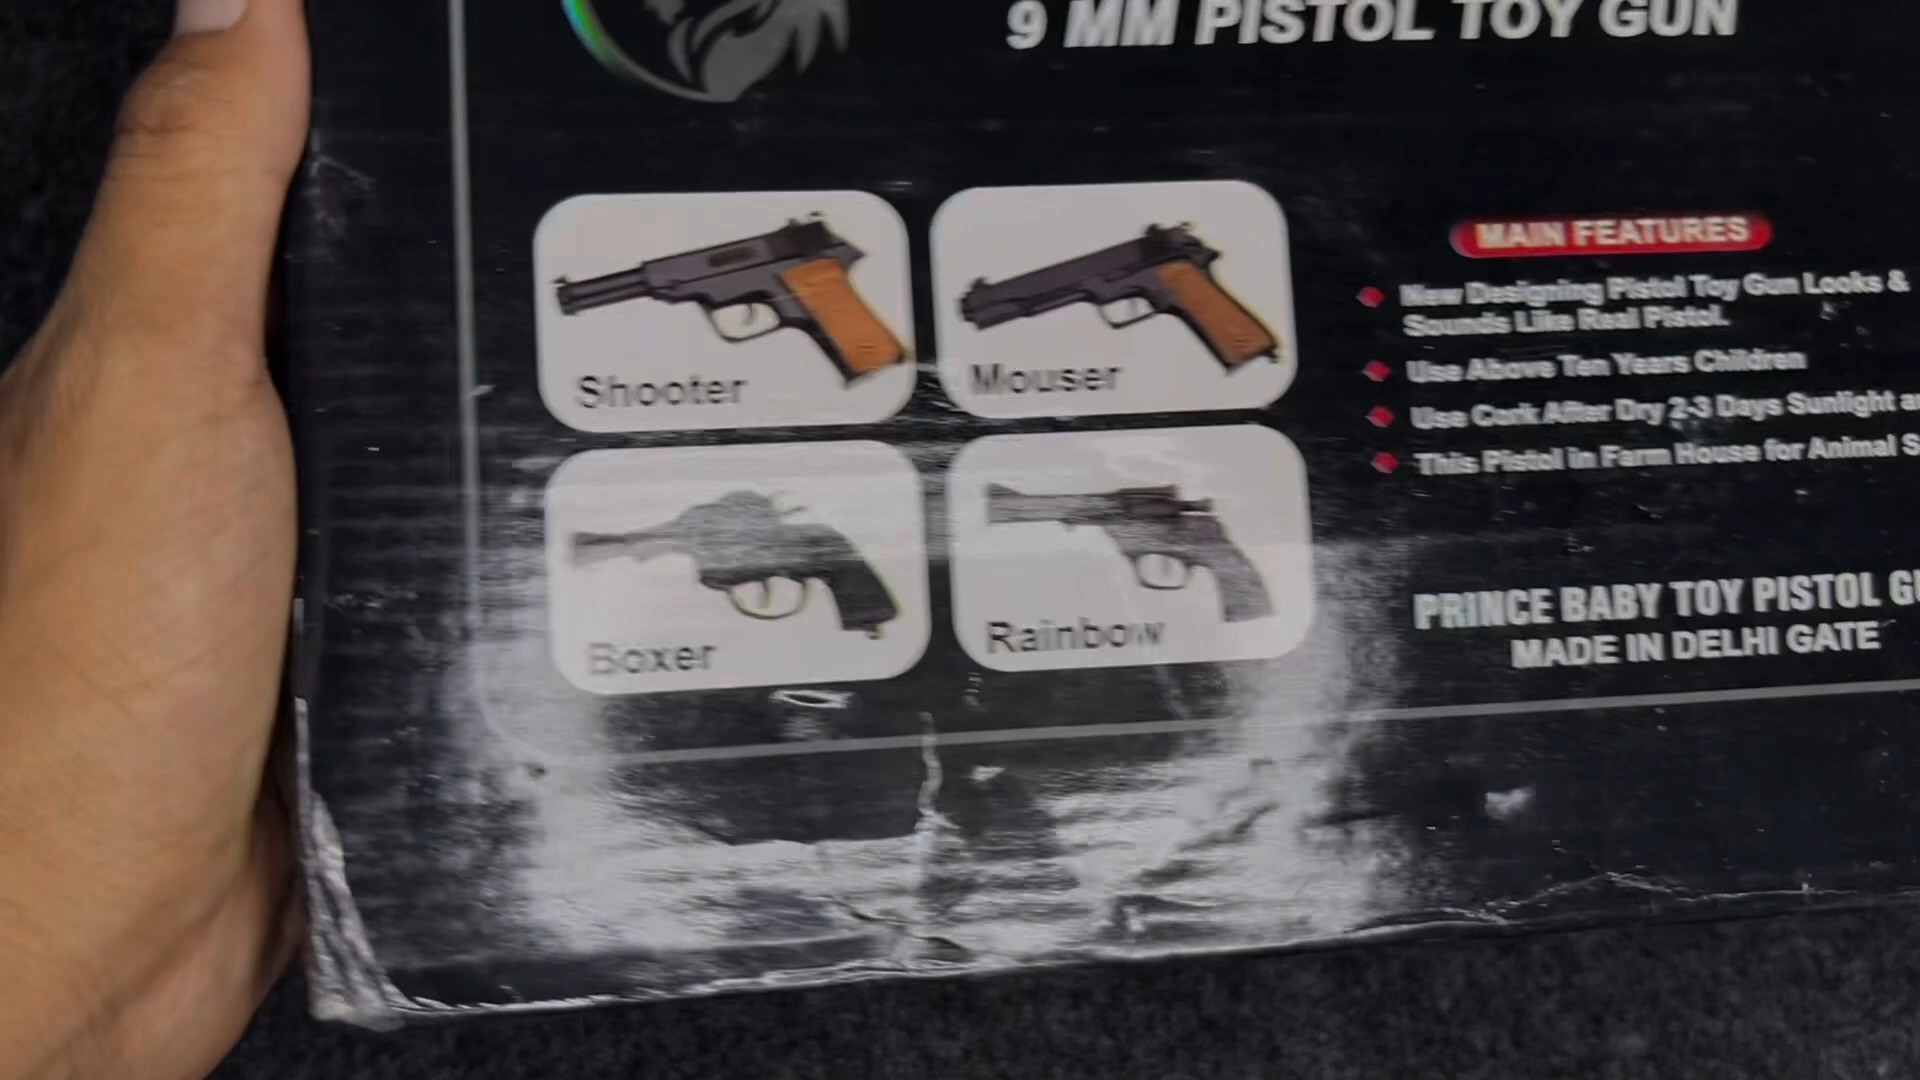 9 MM PISTOL TOY GUN
Shooter
Mouser
Boxer
Rainbow
MAIN FEATURES
New Designing Pistol Toy Gun Looks &
Sounds Like Real Pistol.
Use Above Ten Years Children
Use Cork After Dry 2-3 Days Sunlight
This Pistol in Farm House for Animal
PRINCE BABY TOY PISTOL
MADE IN DELHI GATE